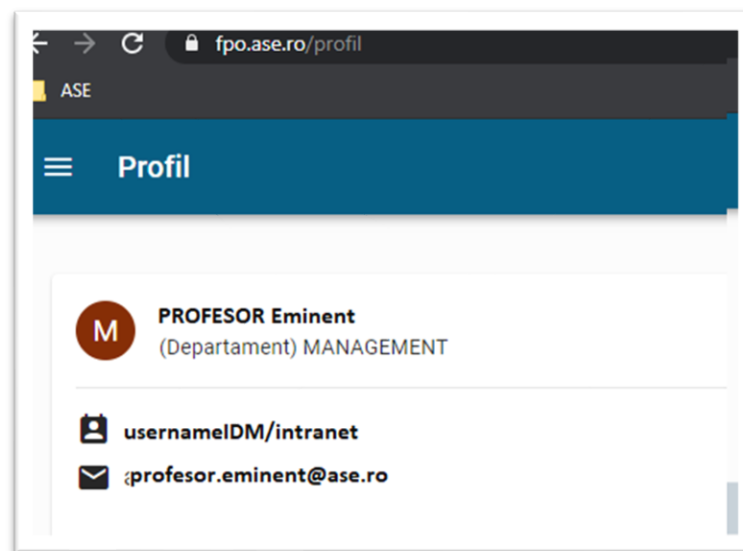 fpo.ase.ro/profil
ASE
Profil
M
PROFESOR Eminent
(Departament) MANAGEMENT
usernameIDM/intranet
profesor.eminent@ase.ro